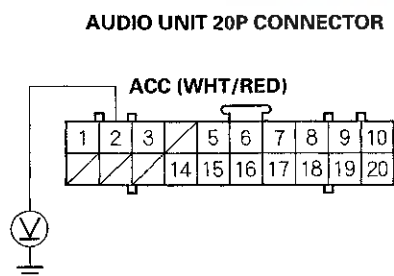 AUDIO UNIT 20P CONNECTOR
ACC (WHT/RED)
1 2 3 5 6 7 8 9 10
14 15 16 17 18 19 20
V